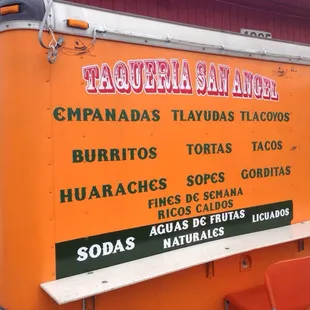 TAQUERIA SAN ANGEL
EMPANADAS TLAYUDAS TLACOYOS
BURRITOS TORTAS TACOS
HUARACHES SOPES GORDITAS
FINES DE SEMANA
RICOS CALDOS
SODAS AGUAS DE FRUTAS LICUADOS
NATURALES